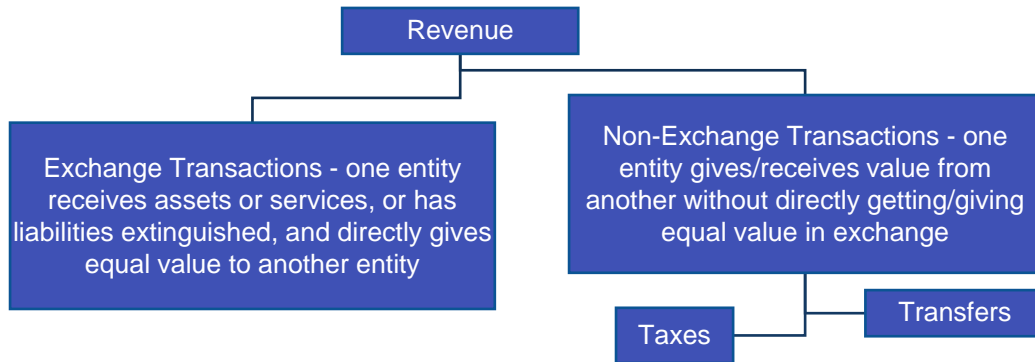 Revenue
Exchange Transactions - one entity
receives assets or services, or has
liabilities extinguished, and directly gives
equal value to another entity
Non-Exchange Transactions - one
entity gives/receives value from
another without directly getting/giving
equal value in exchange
Taxes
Transfers